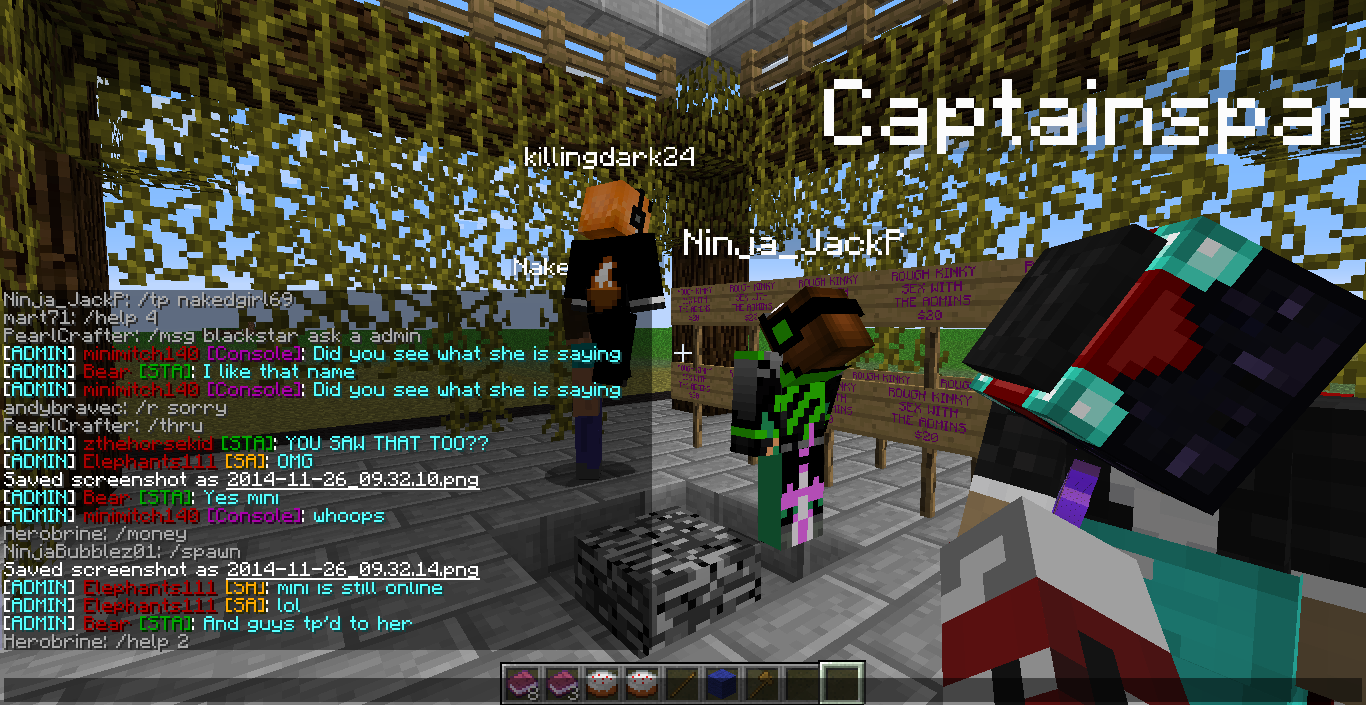 Captainspar
killingdark24
Ninja_JackP
Nake
ROUGH KINKY
SEX WITH
THE ADMINS
$20
ROUGH KINKY
ROUGH KINKY
ROUGH KINKY
SEX WITH
THE ADMINS
$20
Ninja_JackP: /tp nakedgirl69
mart71: /help 4
PearlCrafter: /msg blackstar ask a admin
[ADMIN] minimitch140 [Console]: Did you see what she is saying
[ADMIN] Bear [STA]: I like that name
[ADMIN] minimitch140 [Console]: Did you see what she is saying
andybravec: /r sorry
PearlCrafter: /thru
[ADMIN] zthehorsekid [STA]: YOU SAW THAT TOO??
[ADMIN] Elephants111 [SA]: OMG
Saved screenshot as 2014-11-26_09.32.10.png
[ADMIN] Bear [STA]: Yes mini
[ADMIN] minimitch140 [Console]: whoops
Herobrine: /money
NinjaBubblez01: /spawn
Saved screenshot as 2014-11-26_09.32.14.png
[ADMIN] Elephants111 [SA]: mini is still online
[ADMIN] Elephants111 [SA]: lol
[ADMIN] Bear [STA]: And guys tp'd to her
Herobrine: /help 2